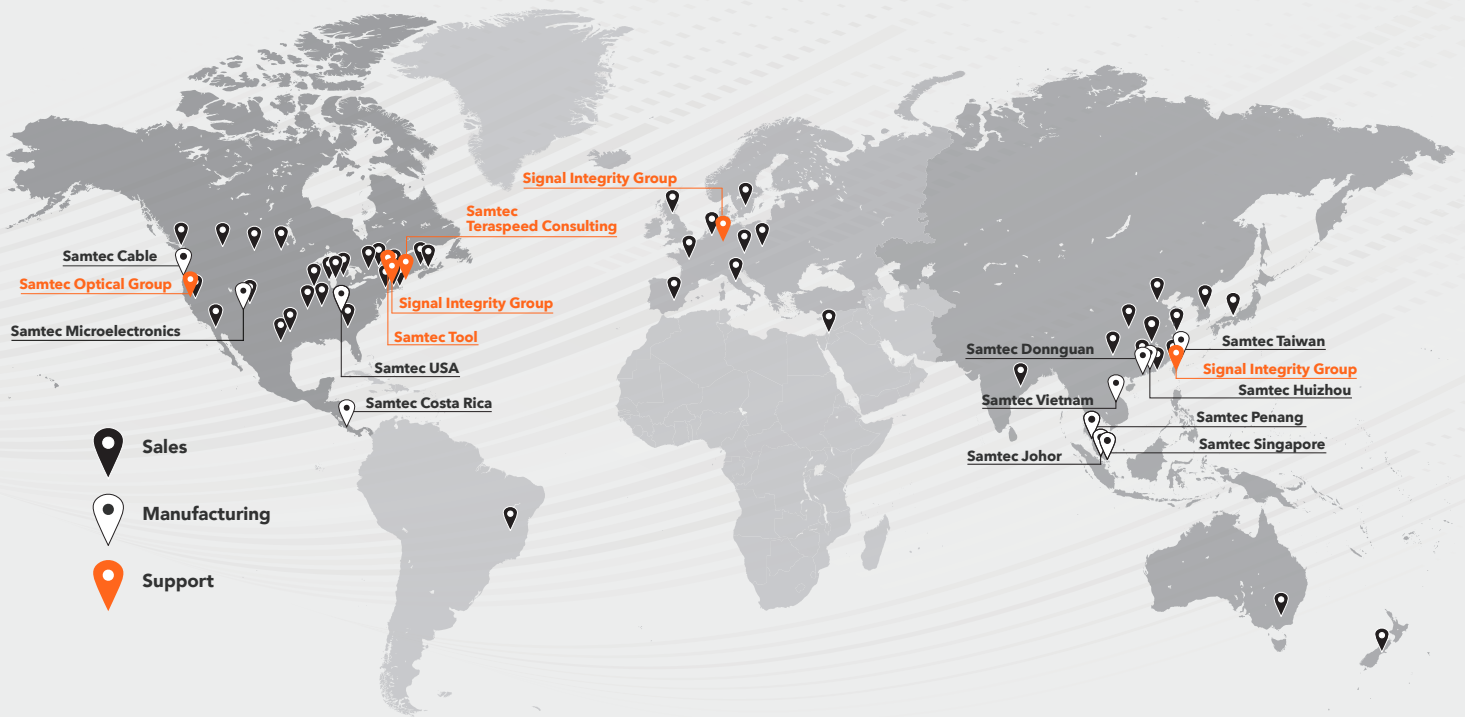 Signal Integrity Group
Samtec
Teraspeed Consulting
Samtec Cable
Samtec Optical Group
Samtec Microelectronics
Signal Integrity Group
Samtec Tool
Samtec USA
Samtec Costa Rica
Samtec Donnguan
Samtec Taiwan
Signal Integrity Group
Samtec Huizhou
Samtec Vietnam
Samtec Penang
Samtec Singapore
Samtec Johor
Sales
Manufacturing
Support